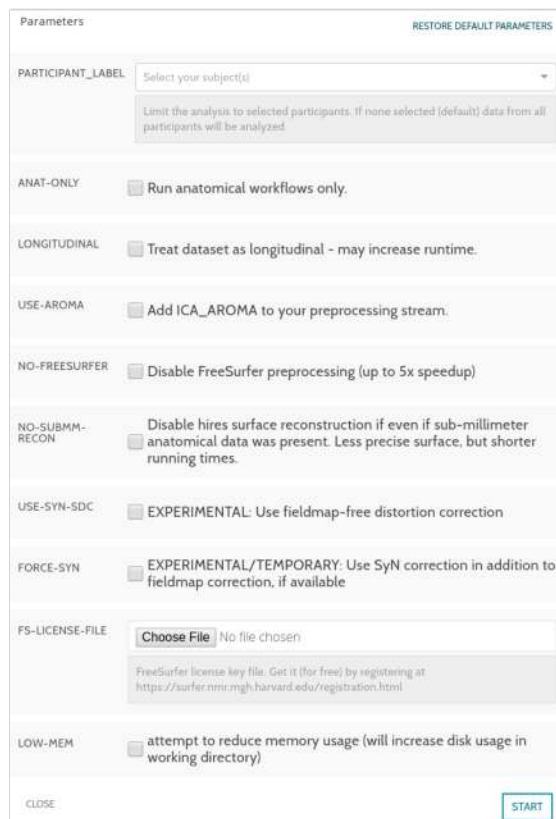 Parameters
RESTORE DEFAULT PARAMETERS
PARTICIPANT_LABEL
Select your subject(s)
Limit the analysis to selected participants. If none selected (default) data from all
participants will be analyzed
ANAT-ONLY
Run anatomical workflows only.
LONGITUDINAL
Treat dataset as longitudinal - may increase runtime.
USE-AROMA
Add ICA_AROMA to your preprocessing stream.
NO-FREESURFER
Disable FreeSurfer preprocessing (up to 5x speedup)
NO-SUBMM-
RECON
Disable hires surface reconstruction if even if sub-millimeter
anatomical data was present. Less precise surface, but shorter
running times.
USE-SYN-SDC
EXPERIMENTAL: Use fieldmap-free distortion correction
FORCE-SYN
EXPERIMENTAL/TEMPORARY: Use SyN correction in addition to
fieldmap correction, if available
FS-LICENSE-FILE
Choose File No file chosen
FreeSurfer license key file. Get it (for free) by registering at
https://surfer.nmr.mgh.harvard.edu/registration.html
LOW-MEM
attempt to reduce memory usage (will increase disk usage in
working directory)
CLOSE
START